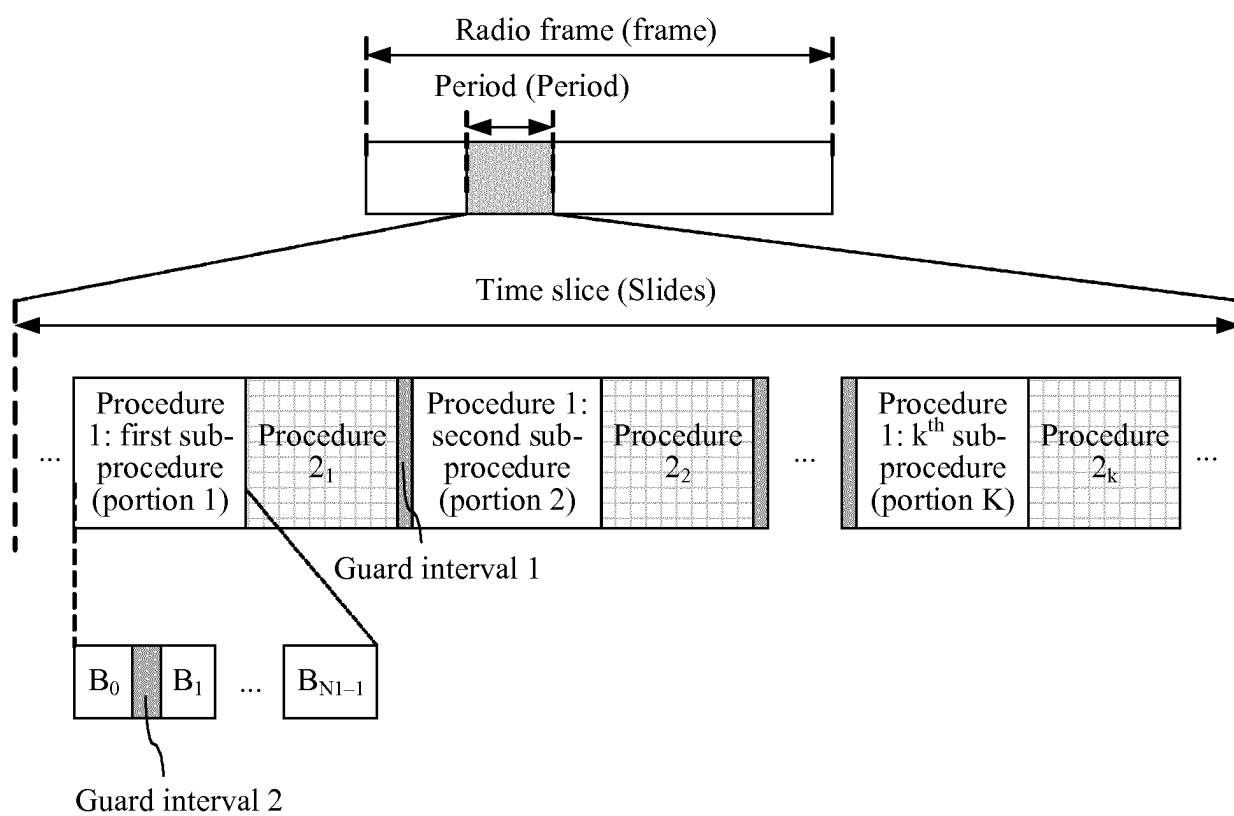 Radio frame (frame)
Period (Period)
Time slice (Slides)
...
Procedure
1: first sub-
procedure
(portion 1)
Procedure
2₁
Procedure 1:
second sub-
procedure
(portion 2)
Procedure
2₂
...
Procedure
1: kᵗʰ sub-
procedure
(portion K)
Procedure
2ₖ
...
Guard interval 1
B₀
B₁
...
B_N1–1
Guard interval 2